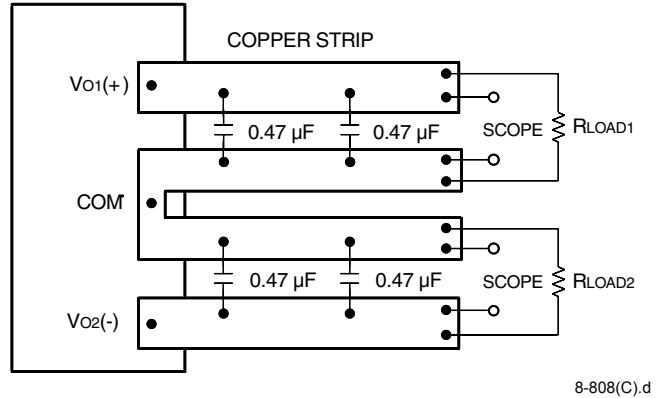 COPPER STRIP
VO1(+)
0.47 µF
0.47 µF
SCOPE
RLOAD1
COM
0.47 µF
0.47 µF
SCOPE
RLOAD2
VO2(-)
8-808(C).d